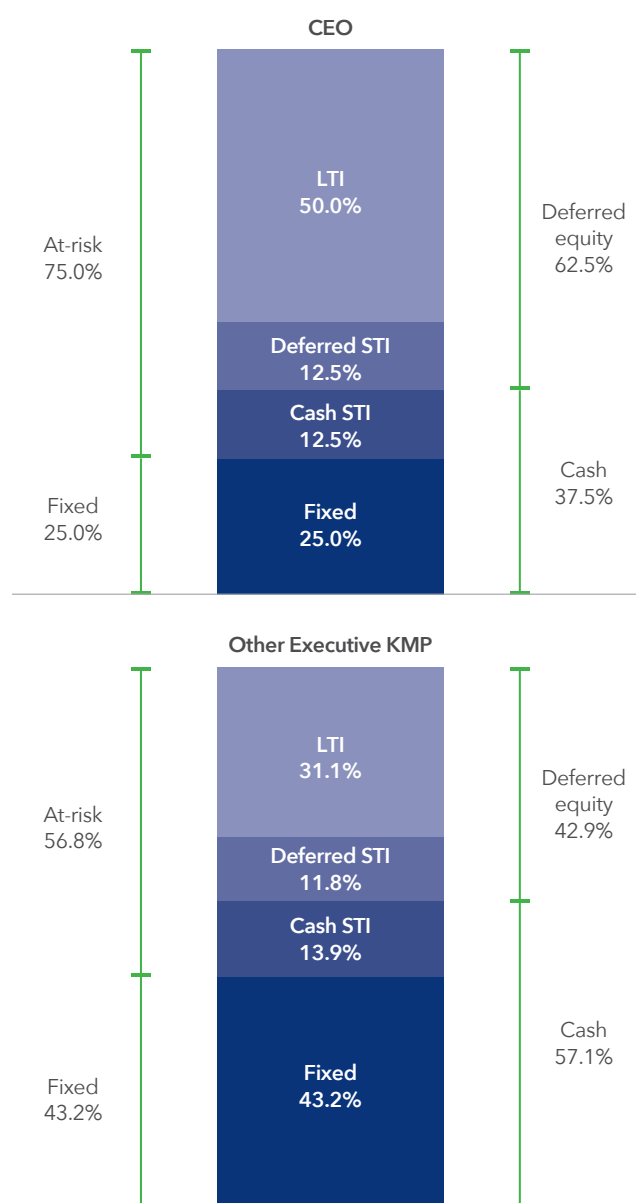 CEO
LTI
50.0%
At-risk
75.0%
Deferred
equity
62.5%
Deferred STI
12.5%
Cash STI
12.5%
Fixed
25.0%
Cash
37.5%
Fixed
25.0%
Other Executive KMP
LTI
31.1%
At-risk
56.8%
Deferred
equity
42.9%
Deferred STI
11.8%
Cash STI
13.9%
Fixed
43.2%
Cash
57.1%
Fixed
43.2%